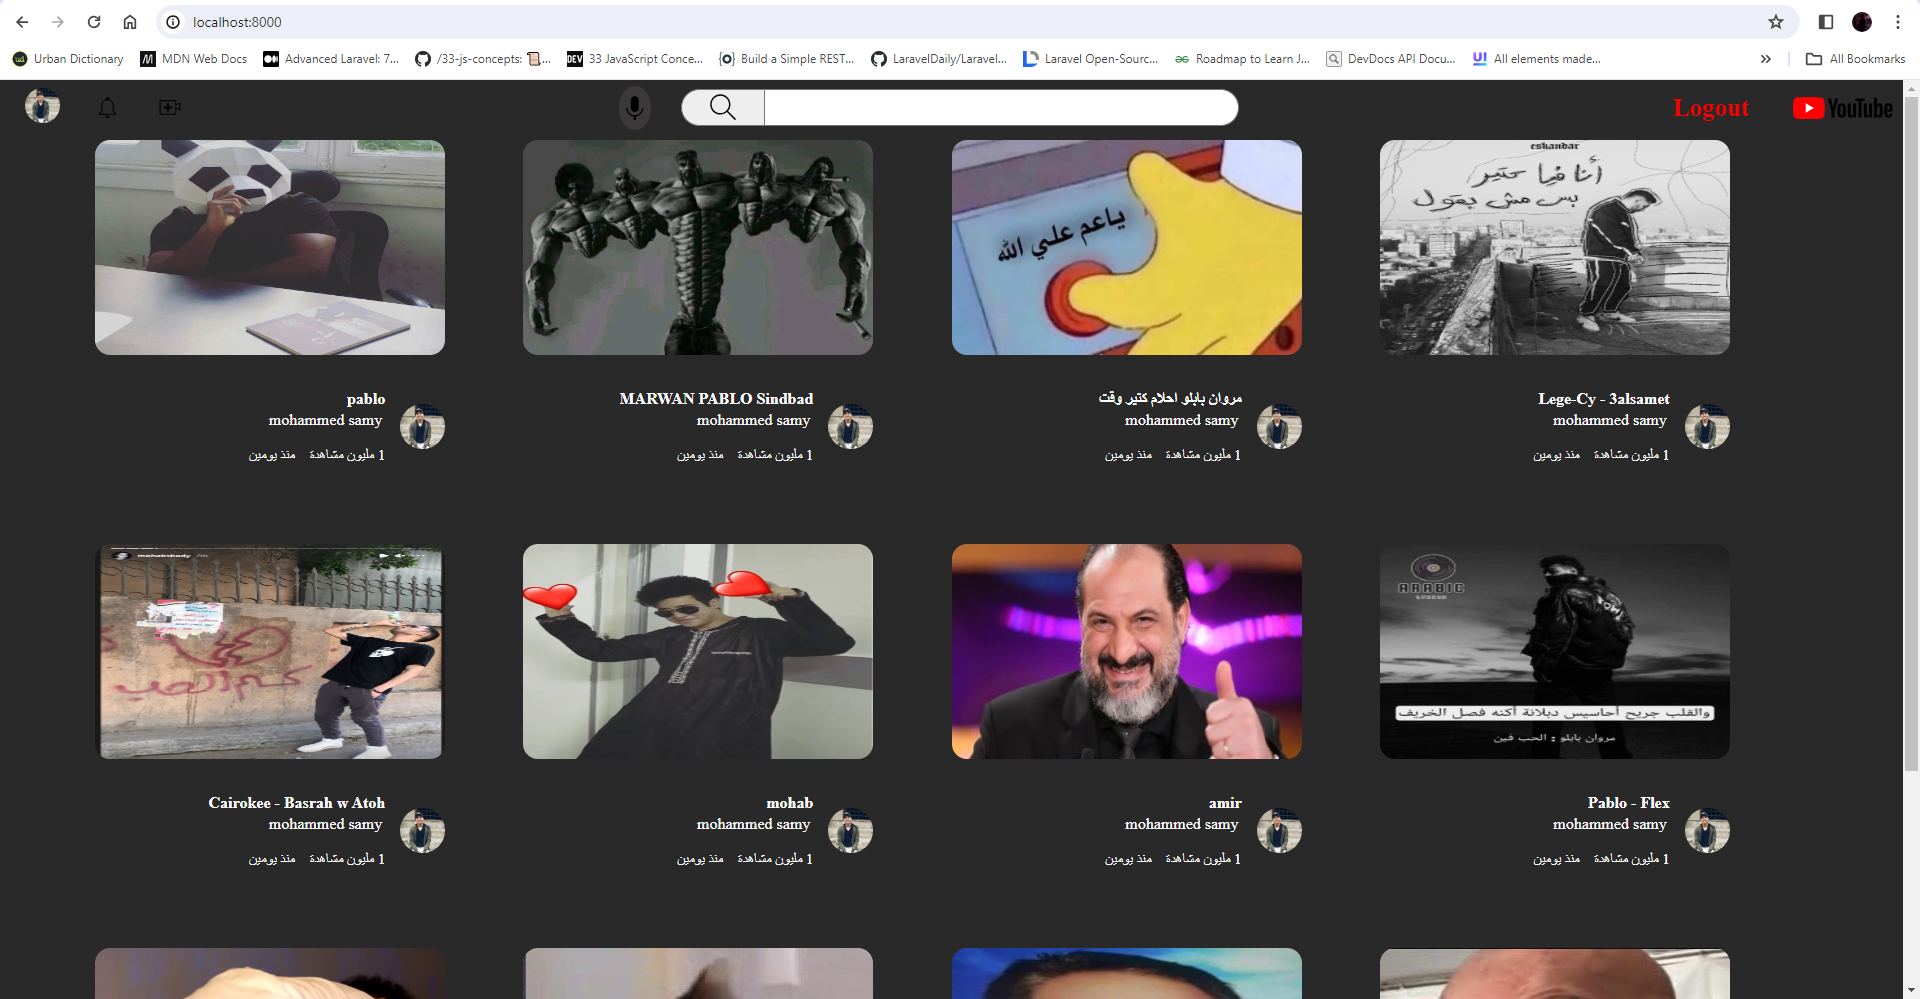 localhost:8000
Urban Dictionary
MDN Web Docs
Advanced Laravel: 7...
/33-js-concepts: 📜...
33 JavaScript Conce...
Build a Simple REST...
LaravelDaily/Laravel...
Laravel Open-Sourc...
Roadmap to Learn J...
DevDocs API Docu...
All elements made...
All Bookmarks
Logout
YouTube
ياعم علي الله
eskandar
أنا فيا كتير
بس مش بقول
pablo
mohammed samy
1 مليون مشاهدة منذ يومين
MARWAN PABLO Sindbad
mohammed samy
1 مليون مشاهدة منذ يومين
مروان بابلو احلام كتير وقت
mohammed samy
1 مليون مشاهدة منذ يومين
Lege-Cy - 3alsamet
mohammed samy
1 مليون مشاهدة منذ يومين
ARABIC
والقلب جريح أحاسيس دبلانة أكنه فصل الخريف
مروان بابلو : الحب فين
Cairokee - Basrah w Atoh
mohammed samy
1 مليون مشاهدة منذ يومين
mohab
mohammed samy
1 مليون مشاهدة منذ يومين
amir
mohammed samy
1 مليون مشاهدة منذ يومين
Pablo - Flex
mohammed samy
1 مليون مشاهدة منذ يومين